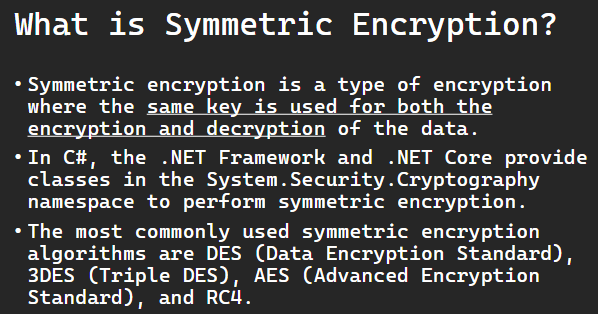 What is Symmetric Encryption?
• Symmetric encryption is a type of encryption
where the same key is used for both the
encryption and decryption of the data.
• In C#, the .NET Framework and .NET Core provide
classes in the System.Security.Cryptography
namespace to perform symmetric encryption.
• The most commonly used symmetric encryption
algorithms are DES (Data Encryption Standard),
3DES (Triple DES), AES (Advanced Encryption
Standard), and RC4.